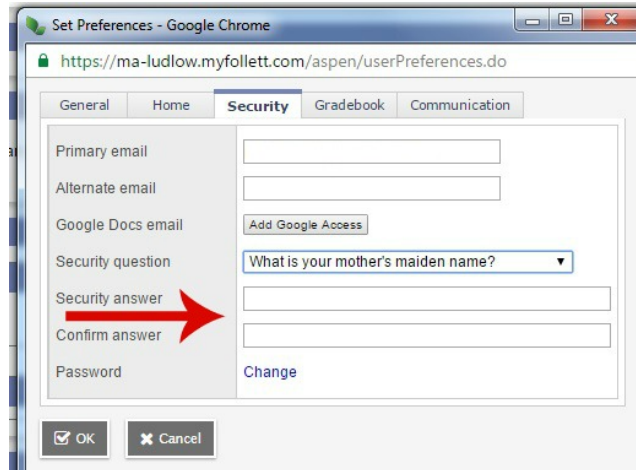 Set Preferences - Google Chrome
https://ma-ludlow.myfollett.com/aspen/userPreferences.do
General Home Security Gradebook Communication
Primary email
Alternate email
Google Docs email Add Google Access
Security question What is your mother's maiden name?
Security answer
Confirm answer
Password Change
OK Cancel